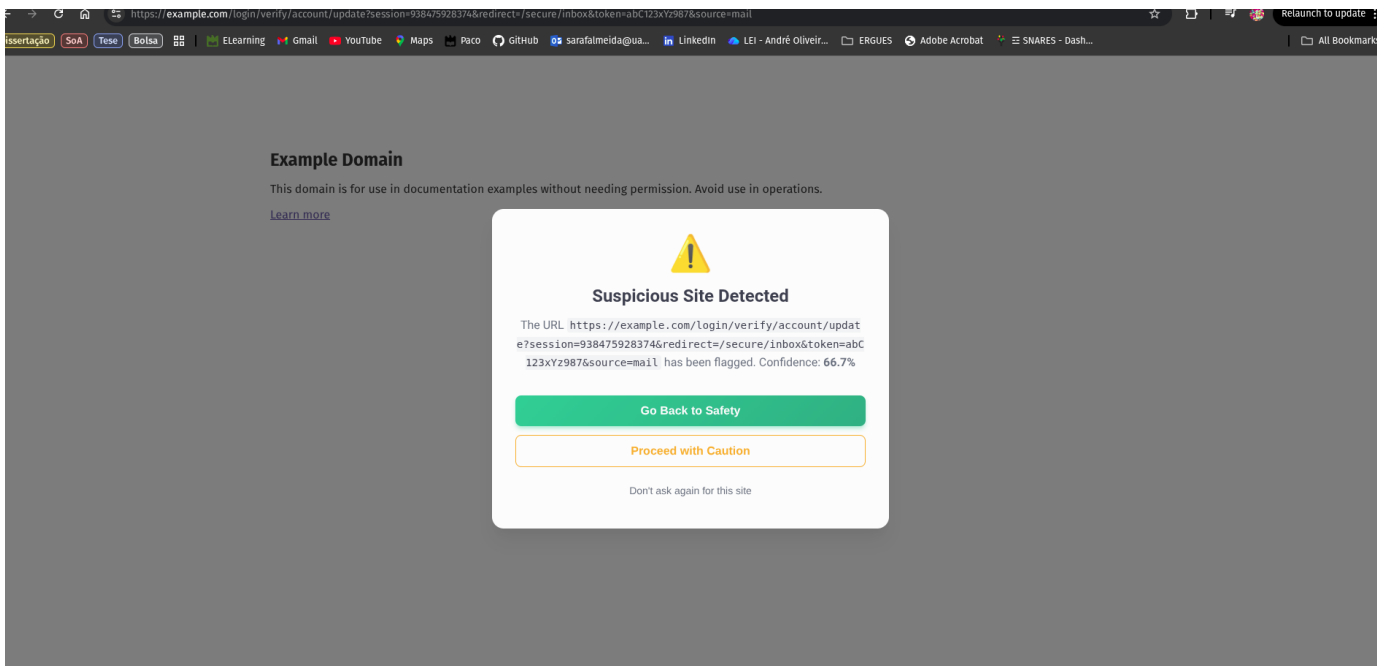 https://example.com/login/verify/account/update?session=938475928374&redirect=/secure/inbox&token=abC123xYz987&source=mail
Relaunch to update
issertação SoA Tese Bolsa ELearning Gmail YouTube Maps Paco GitHub sarafalmeida@ua... LinkedIn LEI - André Oliveir... ERGUES Adobe Acrobat SNARES - Dash... All Bookmark
Example Domain
This domain is for use in documentation examples without needing permission. Avoid use in operations.
Learn more
Suspicious Site Detected
The URL https://example.com/login/verify/account/updat
e?session=938475928374&redirect=/secure/inbox&token=abC
123xYz987&source=mail has been flagged. Confidence: 66.7%
Go Back to Safety
Proceed with Caution
Don't ask again for this site